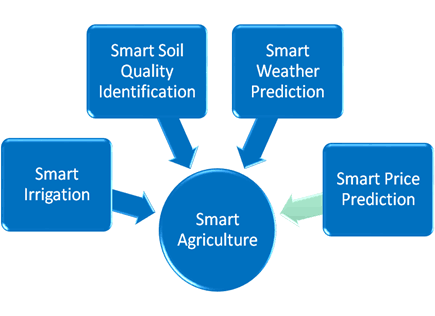 Smart Soil
Quality
Identification
Smart
Weather
Prediction
Smart
Irrigation
Smart Price
Prediction
Smart
Agriculture